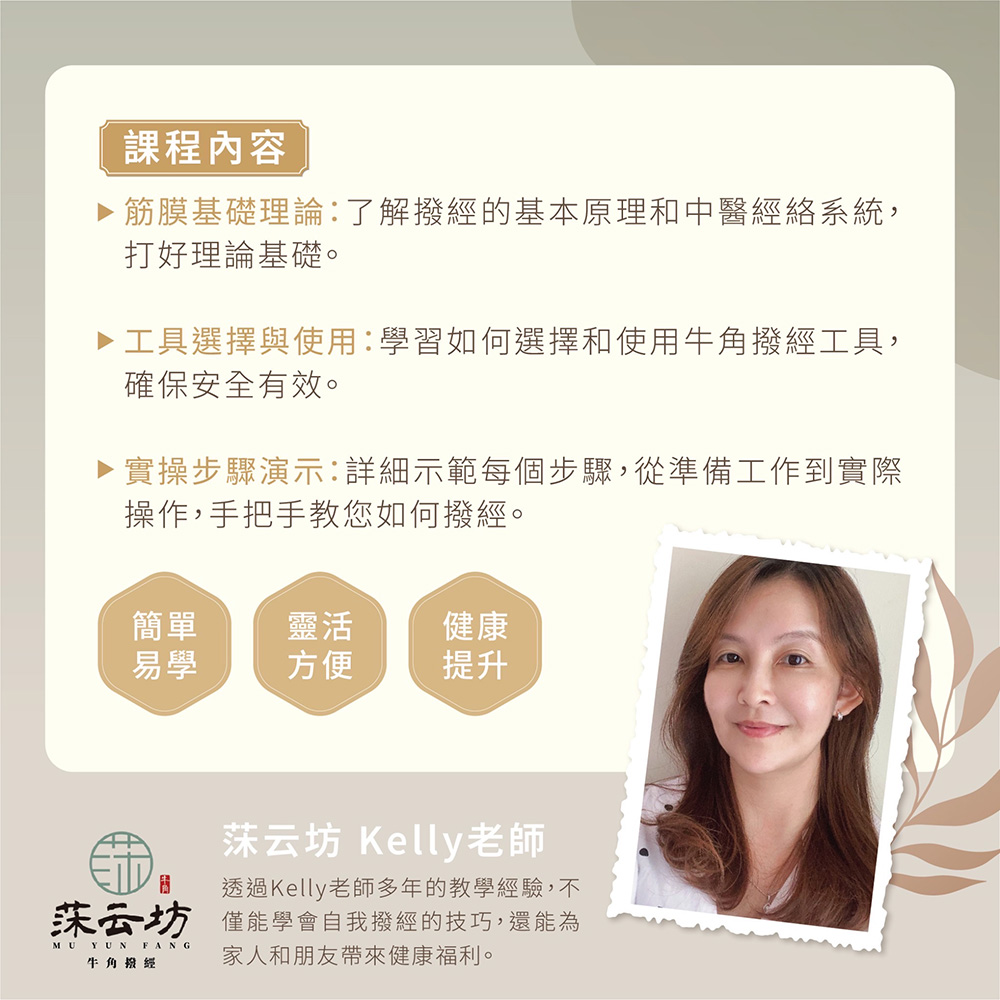 課程內容
筋膜基礎理論：了解撥經的基本原理和中醫經絡系統，
打好理論基礎。
工具選擇與使用：學習如何選擇和使用牛角撥經工具，
確保安全有效。
實操步驟演示：詳細示範每個步驟，從準備工作到實際
操作，手把手教您如何撥經。
簡單
易學
靈活
方便
健康
提升
莯云坊 Kelly老師
透過Kelly老師多年的教學經驗，不
僅能學會自我撥經的技巧，還能為
家人和朋友帶來健康福利。
莯
牛角
莯云坊
MU YUN FANG
牛角撥經